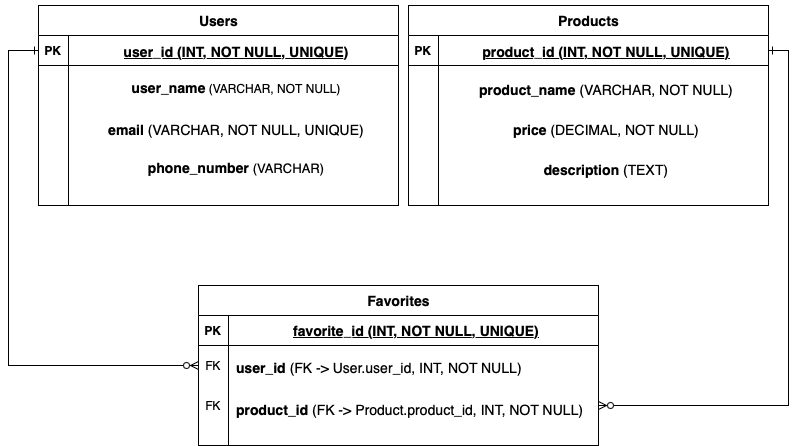 Users
PK
user_id (INT, NOT NULL, UNIQUE)
user_name (VARCHAR, NOT NULL)
email (VARCHAR, NOT NULL, UNIQUE)
phone_number (VARCHAR)
Products
PK
product_id (INT, NOT NULL, UNIQUE)
product_name (VARCHAR, NOT NULL)
price (DECIMAL, NOT NULL)
description (TEXT)
Favorites
PK
favorite_id (INT, NOT NULL, UNIQUE)
FK
user_id (FK -> User.user_id, INT, NOT NULL)
FK
product_id (FK -> Product.product_id, INT, NOT NULL)